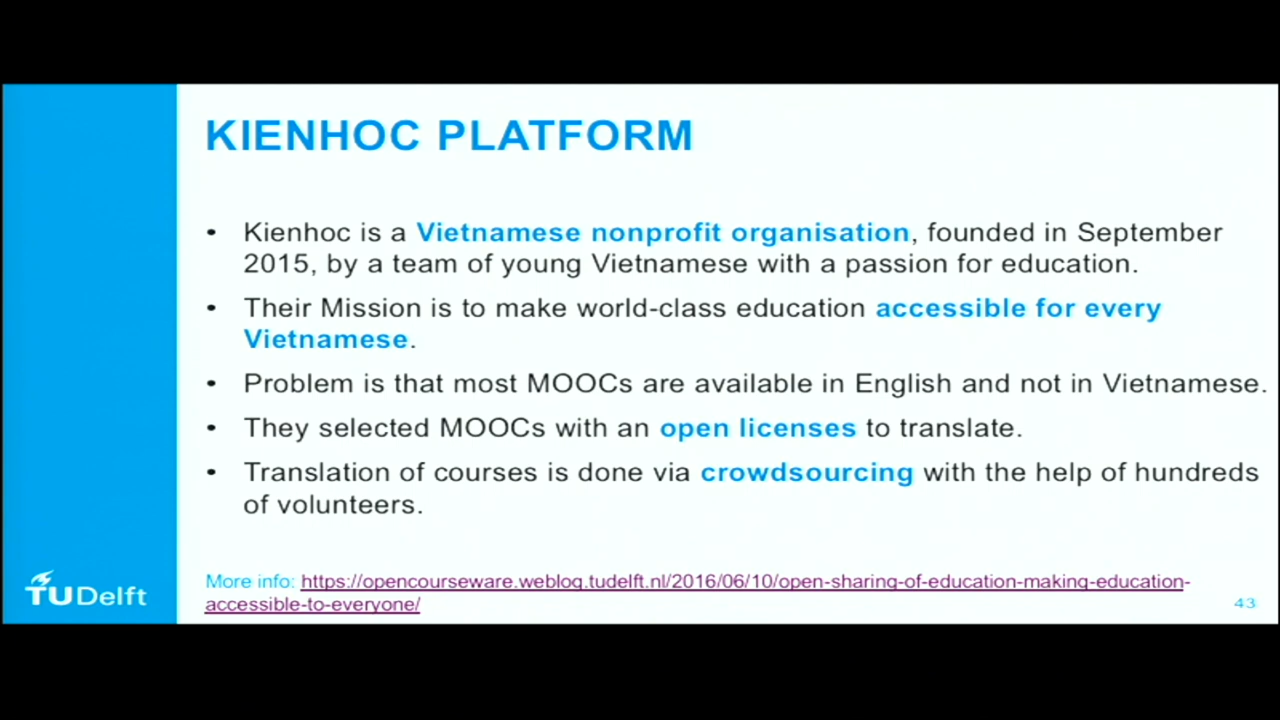 KIENHOC PLATFORM
• Kienhoc is a Vietnamese nonprofit organisation, founded in September
2015, by a team of young Vietnamese with a passion for education.
• Their Mission is to make world-class education accessible for every
Vietnamese.
• Problem is that most MOOCs are available in English and not in Vietnamese.
• They selected MOOCs with an open licenses to translate.
• Translation of courses is done via crowdsourcing with the help of hundreds
of volunteers.
More info: https://opencourseware.weblog.tudelft.nl/2016/06/10/open-sharing-of-education-making-education-
accessible-to-everyone/
TUDelft
43